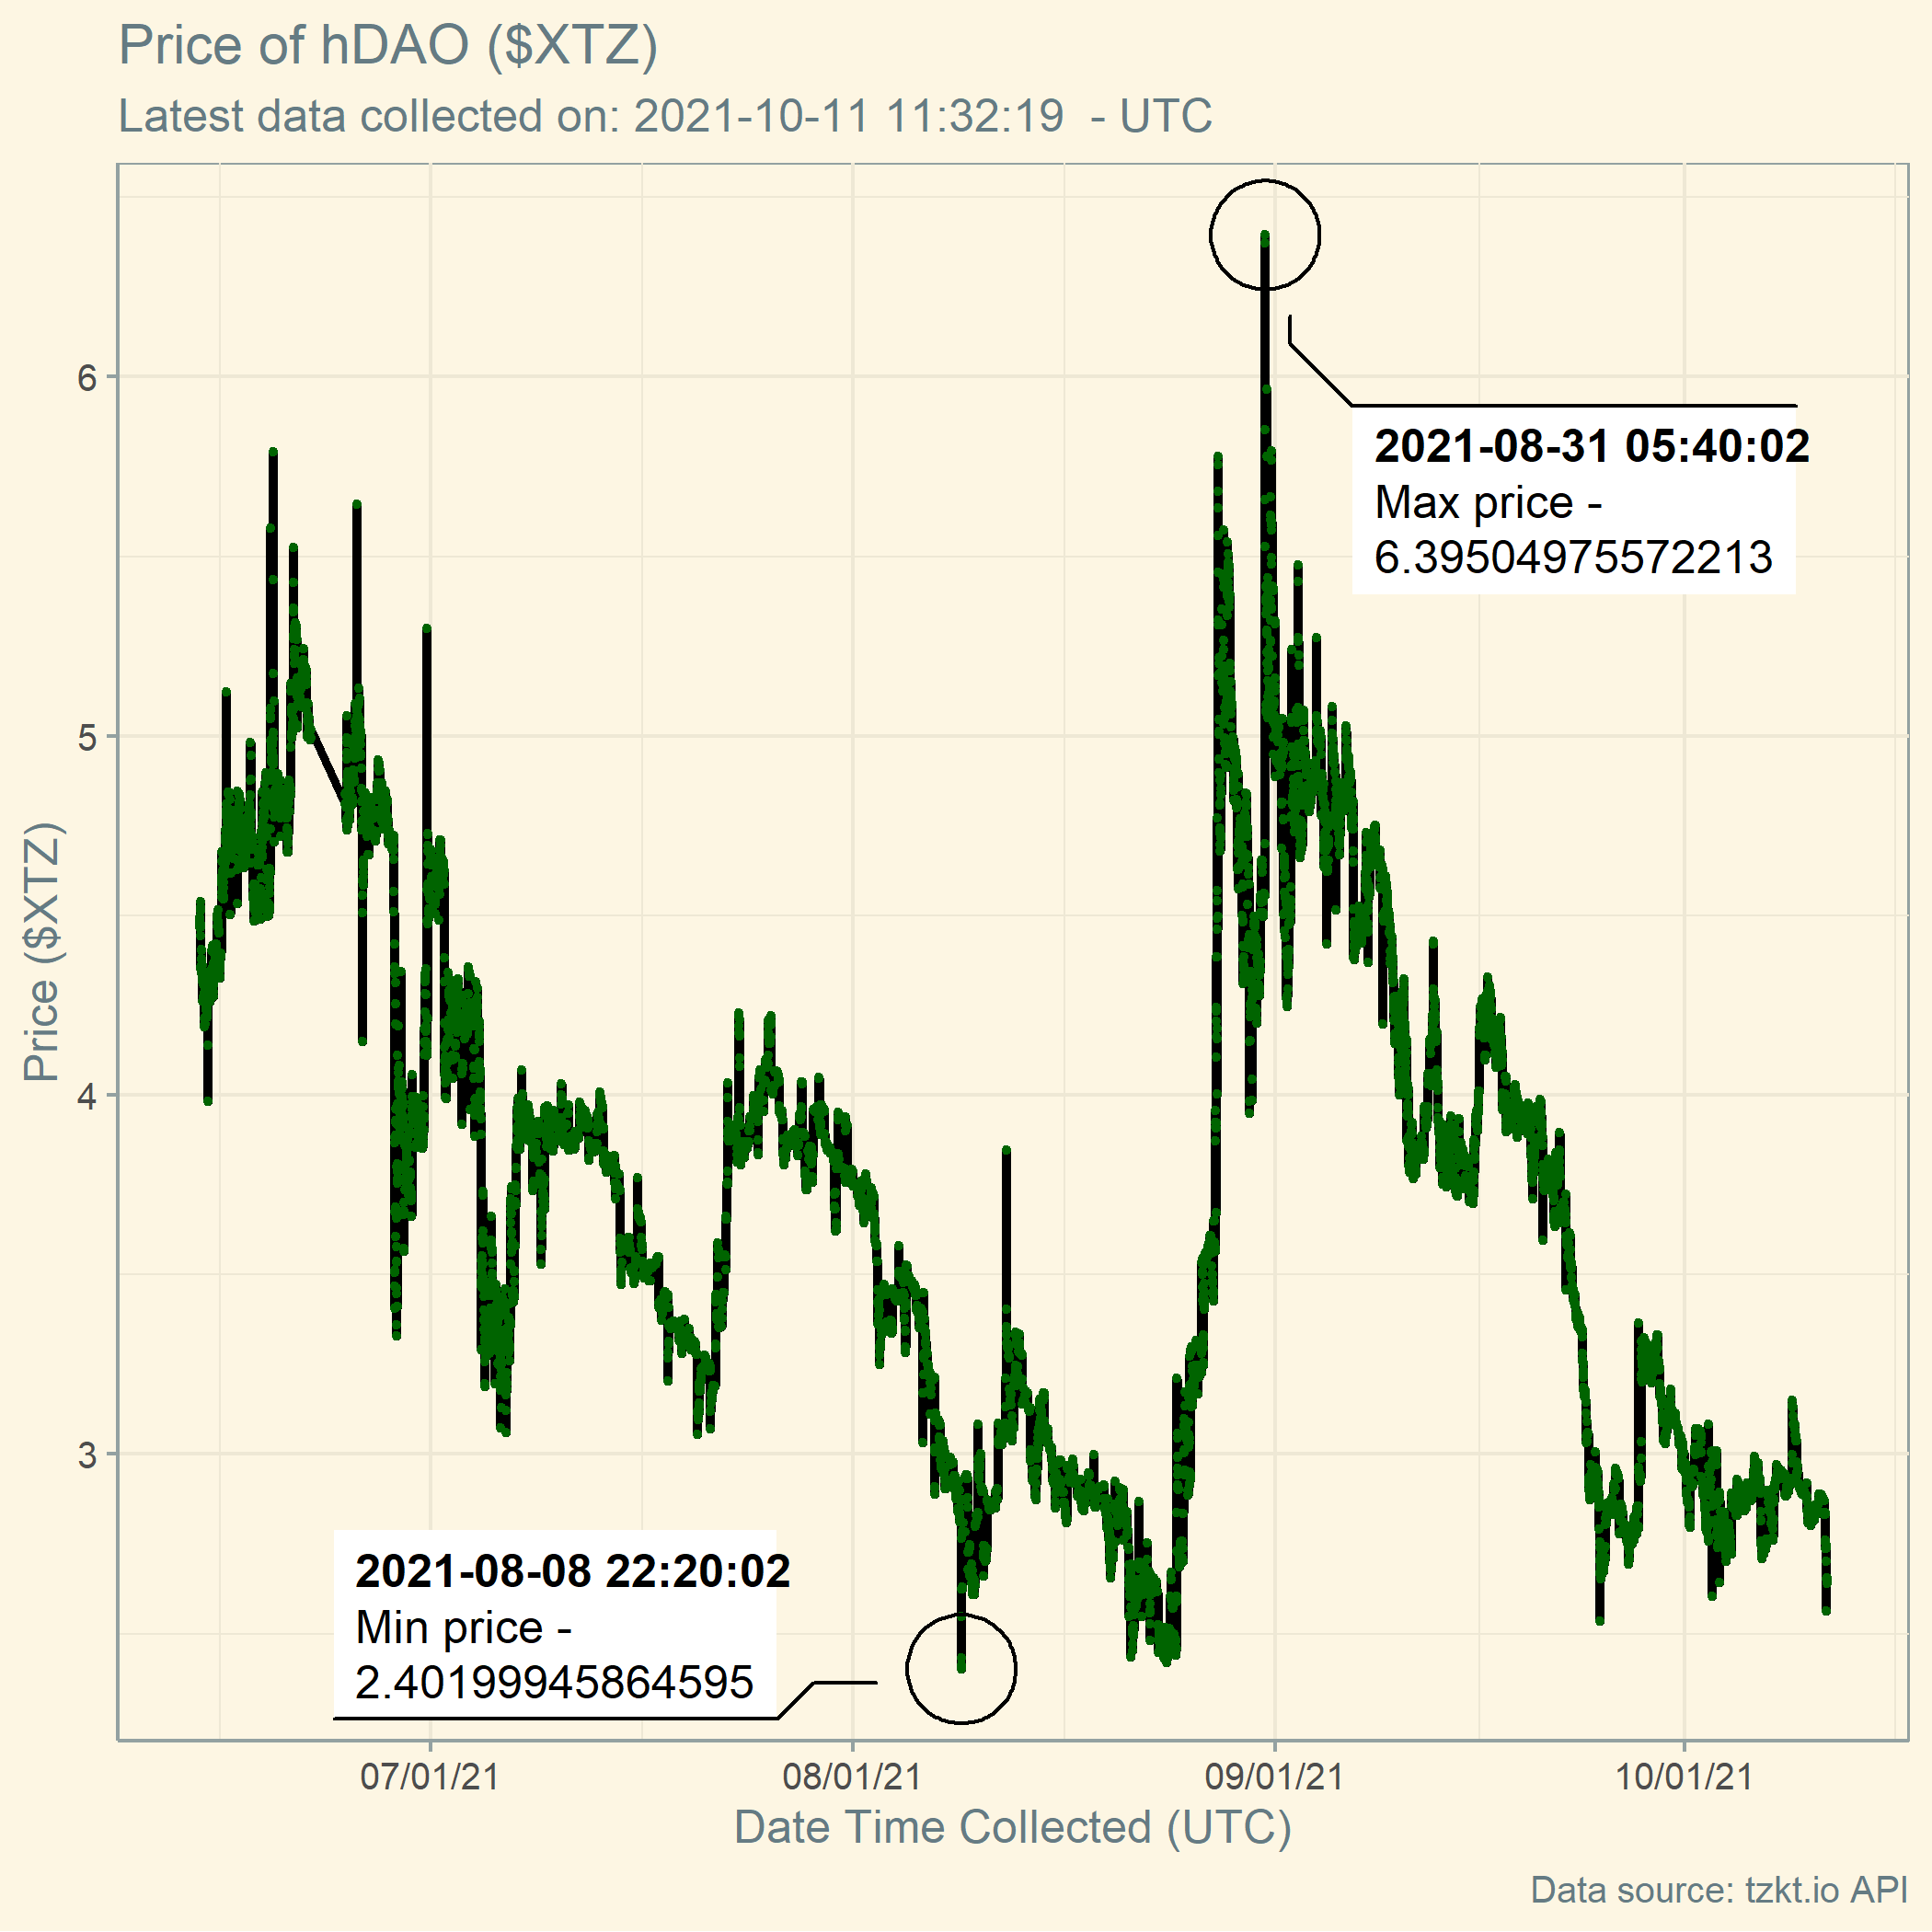 Price of hDAO ($XTZ)
Latest data collected on: 2021-10-11 11:32:19  - UTC
Price ($XTZ)
6
5
4
3
2021-08-31 05:40:02
Max price -
6.39504975572213
2021-08-08 22:20:02
Min price -
2.40199945864595
07/01/21
08/01/21
09/01/21
10/01/21
Date Time Collected (UTC)
Data source: tzkt.io API